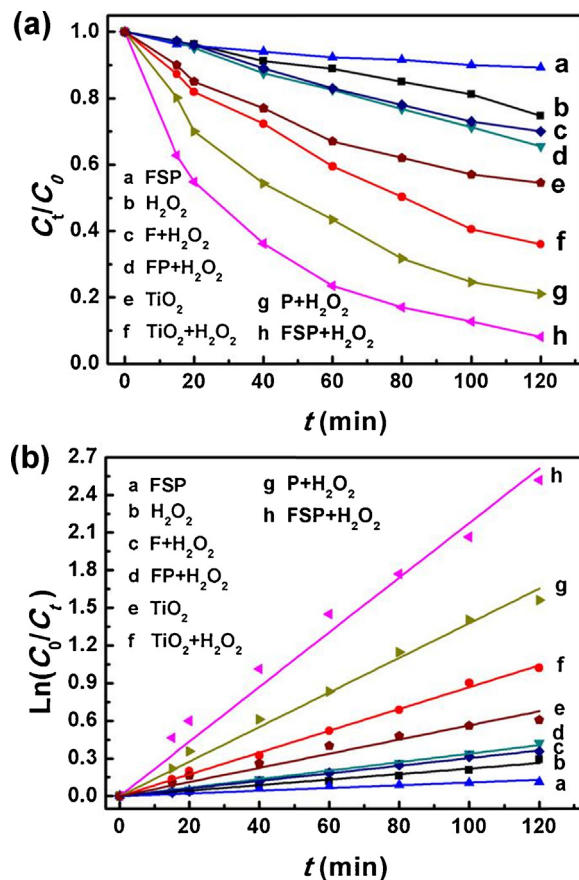 (a)
1.0
0.8
0.6
0.4
0.2
0.0
Cₜ/C₀
a
b
c
d
e
f
g
h
a FSP
b H₂O₂
c F+H₂O₂
d FP+H₂O₂
e TiO₂ g P+H₂O₂
f TiO₂+H₂O₂ h FSP+H₂O₂
0 20 40 60 80 100 120
t (min)
(b)
2.7
2.4
2.1
1.8
1.5
1.2
0.9
0.6
0.3
0.0
Ln(C₀/Cₜ)
a FSP g P+H₂O₂
b H₂O₂ h FSP+H₂O₂
c F+H₂O₂
d FP+H₂O₂
e TiO₂
f TiO₂+H₂O₂
h
g
f
e
d
c
b
a
0 20 40 60 80 100 120
t (min)